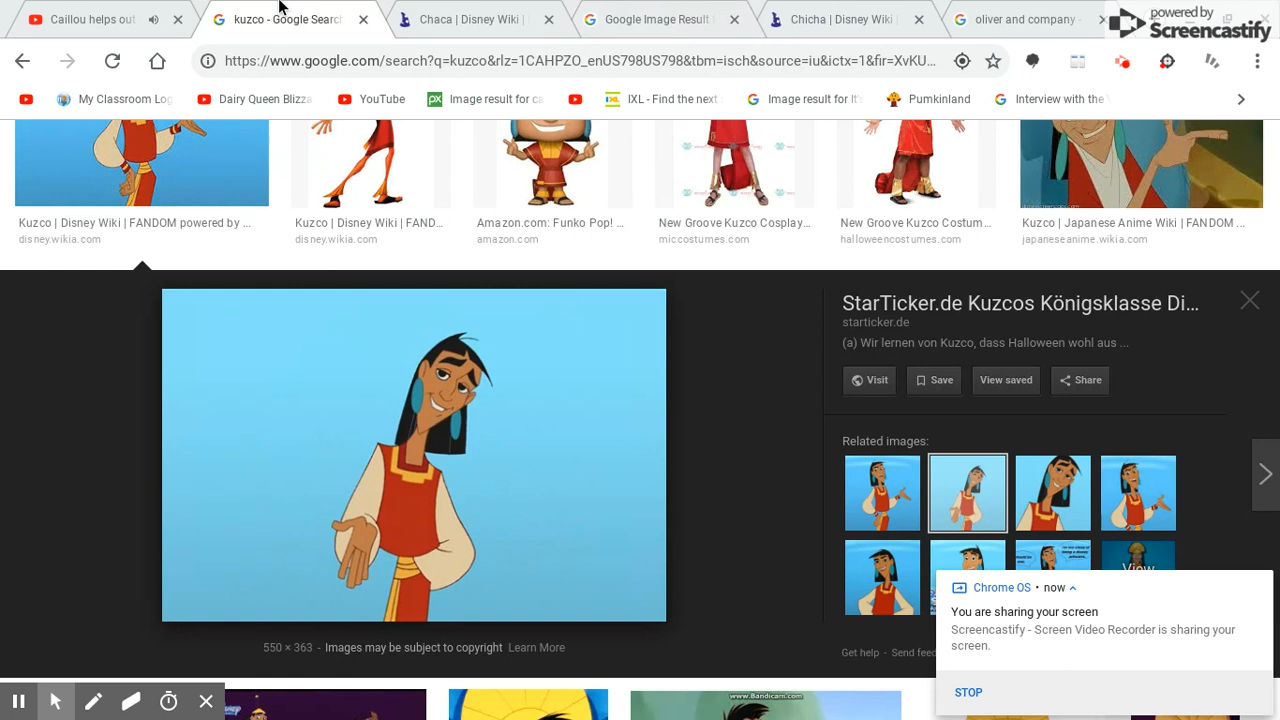 Caillou helps out
kuzco - Google Search
Chaca | Disney Wiki |
Google Image Result
Chicha | Disney Wiki
oliver and company -
powered by
Screencastify
https://www.google.com/search?q=kuzco&rlz=1CAHPZO_enUS798US798&tbm=isch&source=iu&ictx=1&fir=XvKU...
My Classroom Log
Dairy Queen Blizza
YouTube
Image result for ca
IXL - Find the next
Image result for It's
Pumkinland
Interview with the
Kuzco | Disney Wiki | FANDOM powered by ...
disney.wikia.com
Kuzco | Disney Wiki | FAND...
disney.wikia.com
Amazon.com: Funko Pop! ...
amazon.com
New Groove Kuzco Cosplay...
miccostumes.com
New Groove Kuzco Costum...
halloweencostumes.com
Kuzco | Japanese Anime Wiki | FANDOM ...
japaneseanime.wikia.com
StarTicker.de Kuzcos Königsklasse Di...
starticker.de
(a) Wir lernen von Kuzco, dass Halloween wohl aus ...
Visit
Save
View saved
Share
Related images:
View
550 × 363 - Images may be subject to copyright Learn More
Get help - Send feed
Chrome OS • now
You are sharing your screen
Screencastify - Screen Video Recorder is sharing your
screen.
STOP
www.Bandicam.com